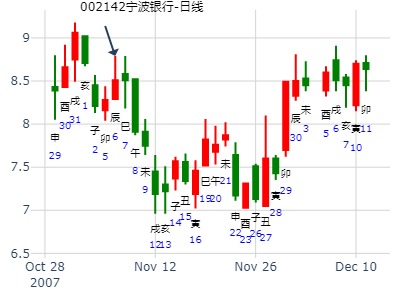 002142宁波银行-日线
9
8.5
8
7.5
7
6.5
Oct 28
2007
Nov 12
Nov 26
Dec 10
申
29
酉
30
戌
31
亥
1
子
2
卯
5
辰
6
巳
7
午
8
未
9
戌
12
亥
13
子
14
丑
15
寅
16
巳
19
午
20
未
21
申
22
酉
23
子
26
丑
27
寅
28
卯
29
辰
30
未
3
酉
5
戌
6
亥
7
寅
10
卯
11